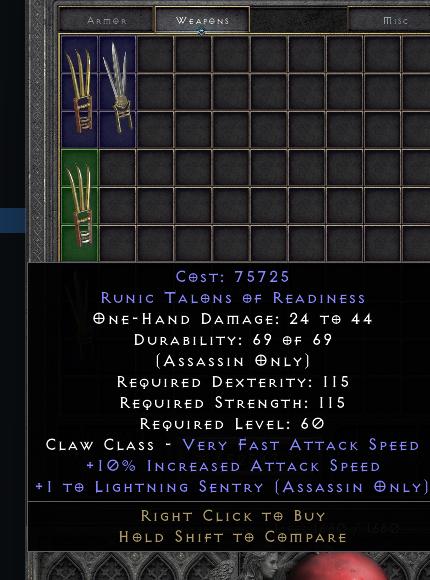 Armor
Weapons
Misc
Cost: 75725
Runic Talons of Readiness
One-Hand Damage: 24 to 44
Durability: 69 of 69
(Assassin Only)
Required Dexterity: 115
Required Strength: 115
Required Level: 60
Claw Class - Very Fast Attack Speed
+10% Increased Attack Speed
+1 to Lightning Sentry (Assassin Only)
Right Click to Buy
Hold Shift to Compare